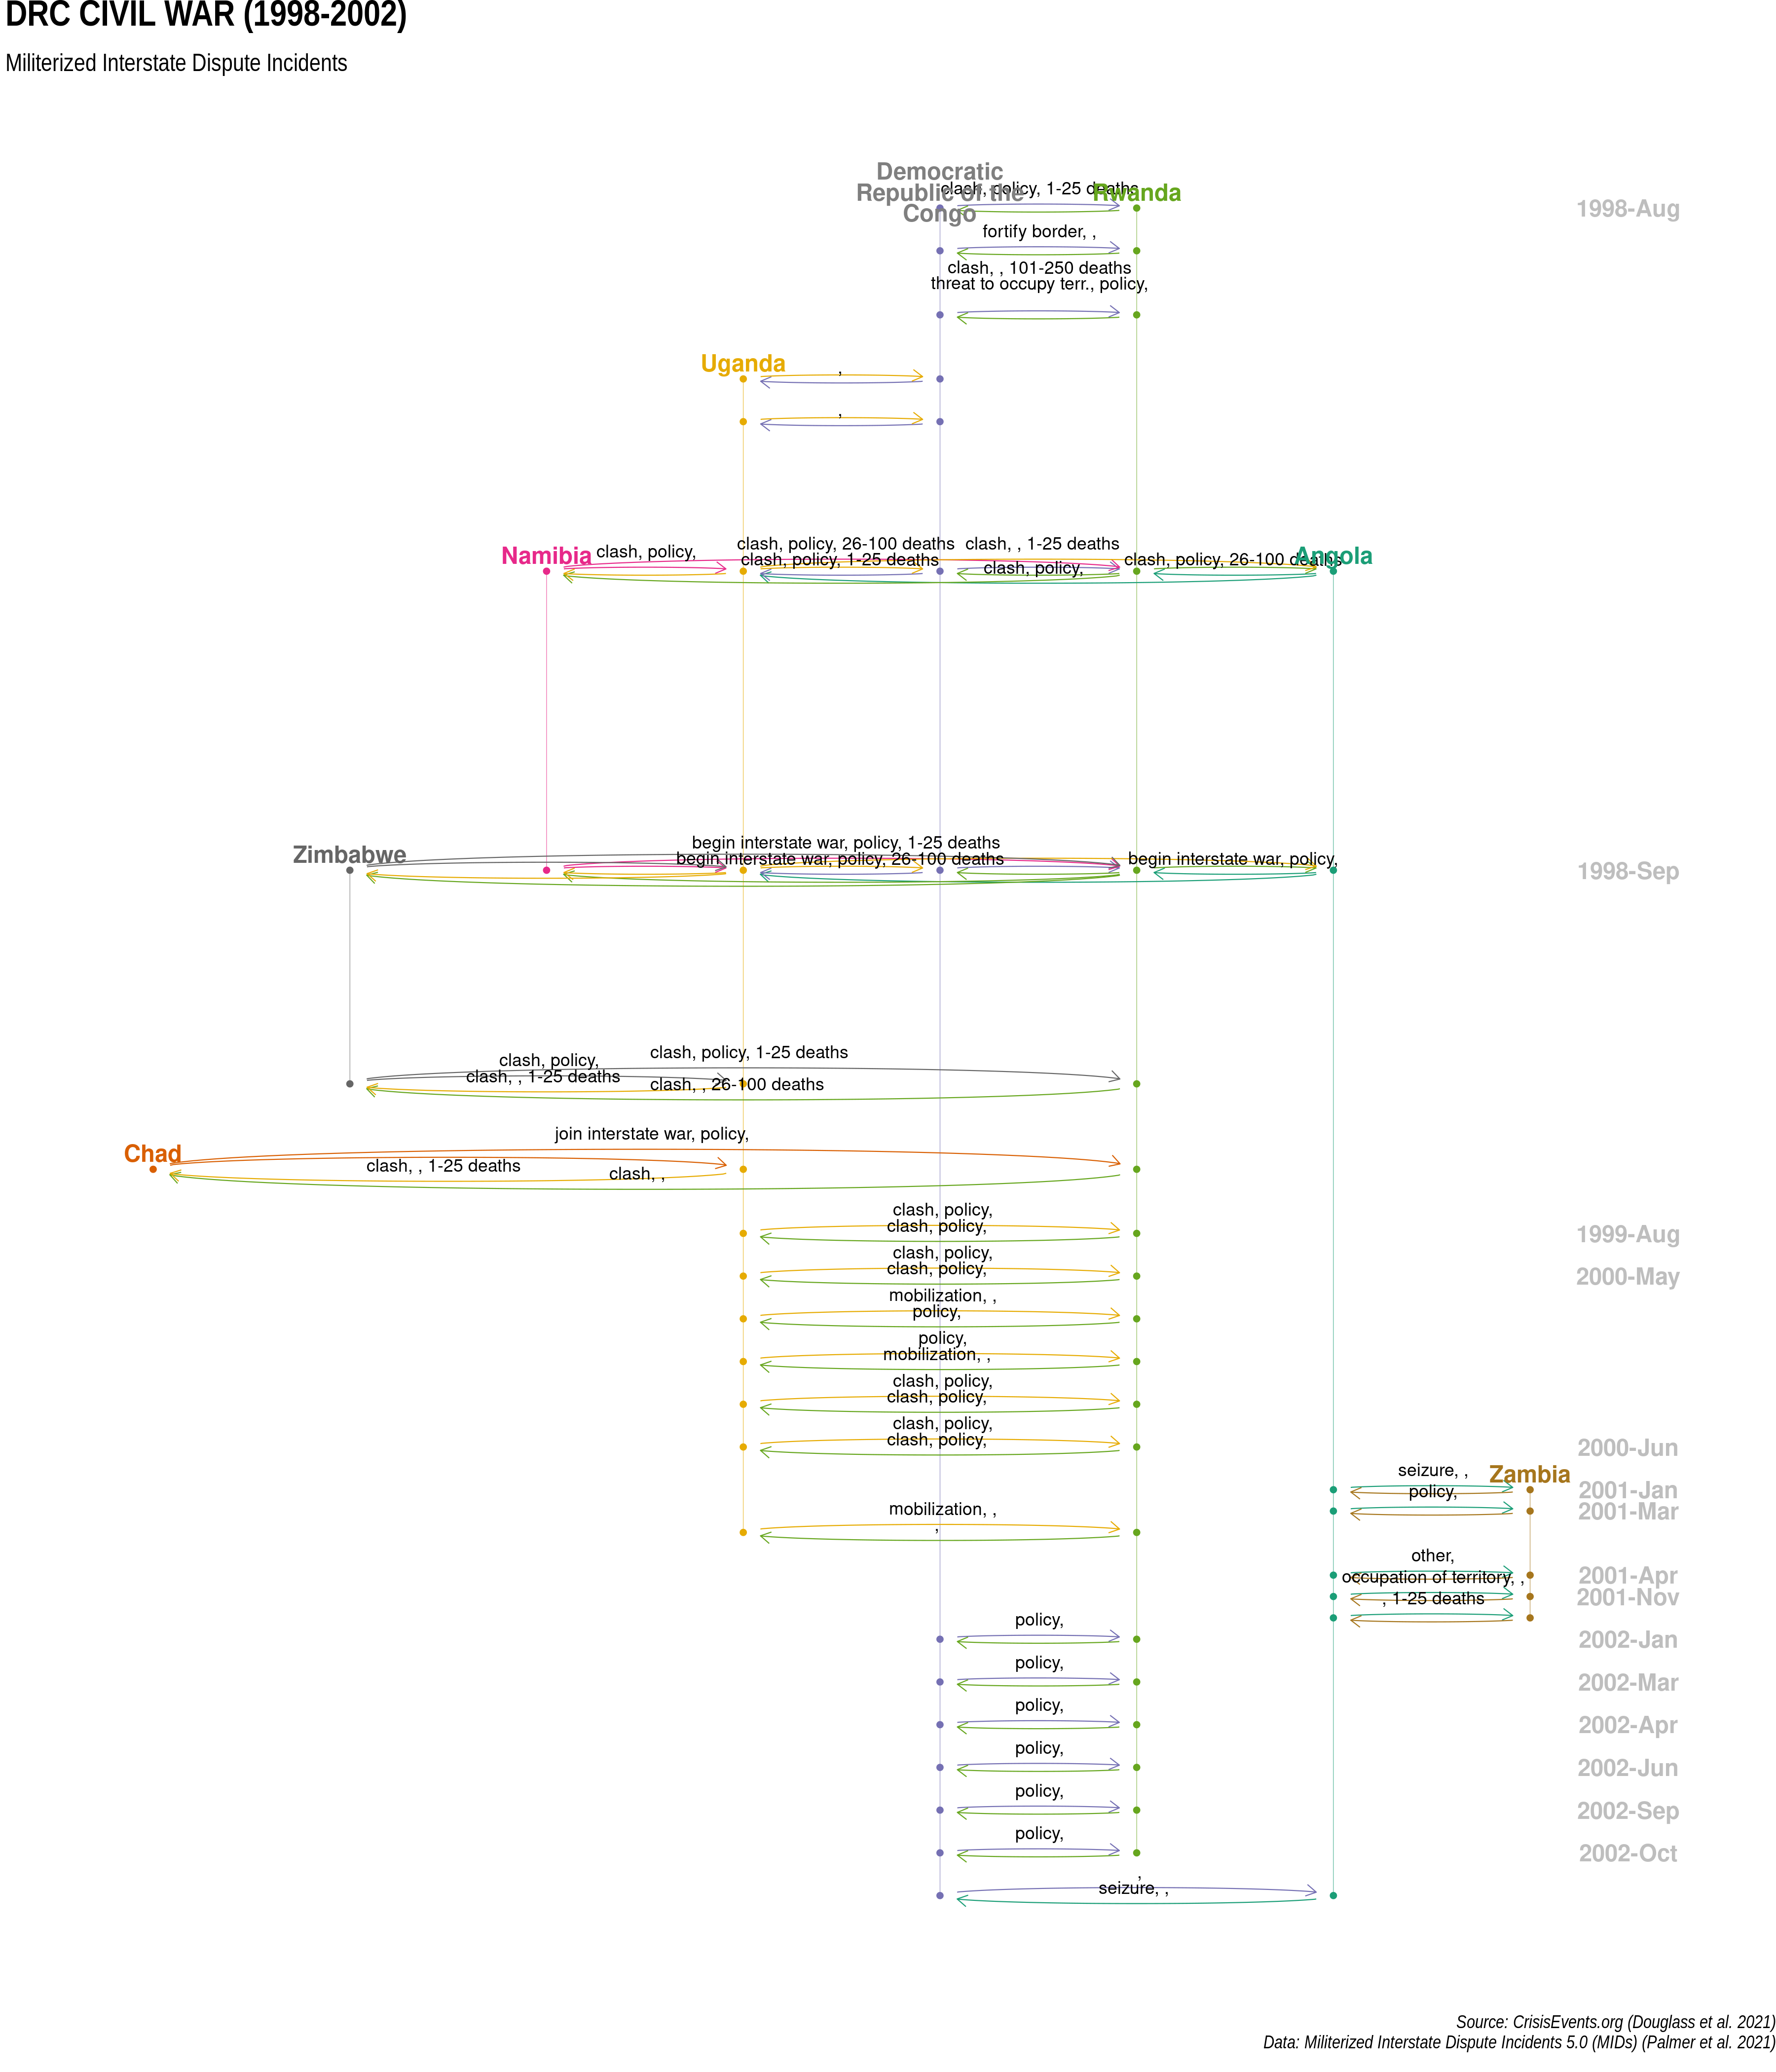 DRC CIVIL WAR (1998-2002)
Militerized Interstate Dispute Incidents
Democratic
Republic of the
Congo
clash, policy, 1-25 deaths
Rwanda
1998-Aug
fortify border, ,
clash, , 101-250 deaths
threat to occupy terr., policy,
Uganda
,
,
Namibia
clash, policy,
clash, policy, 26-100 deaths
clash, policy, 1-25 deaths
clash, , 1-25 deaths
clash, policy,
clash, policy, 26-100 deaths
Angola
Zimbabwe
begin interstate war, policy, 1-25 deaths
begin interstate war, policy, 26-100 deaths
begin interstate war, policy,
1998-Sep
clash, policy,
clash, , 1-25 deaths
clash, policy, 1-25 deaths
clash, , 26-100 deaths
Chad
join interstate war, policy,
clash, , 1-25 deaths
clash, ,
clash, policy,
clash, policy,
1999-Aug
clash, policy,
clash, policy,
2000-May
mobilization, ,
policy,
policy,
mobilization, ,
clash, policy,
clash, policy,
clash, policy,
clash, policy,
2000-Jun
seizure, ,
Zambia
2001-Jan
policy,
2001-Mar
mobilization, ,
,
other,
2001-Apr
occupation of territory, ,
2001-Nov
, 1-25 deaths
policy,
2002-Jan
policy,
2002-Mar
policy,
2002-Apr
policy,
2002-Jun
policy,
2002-Sep
policy,
2002-Oct
,
seizure, ,
Source: CrisisEvents.org (Douglass et al. 2021)
Data: Militerized Interstate Dispute Incidents 5.0 (MIDs) (Palmer et al. 2021)